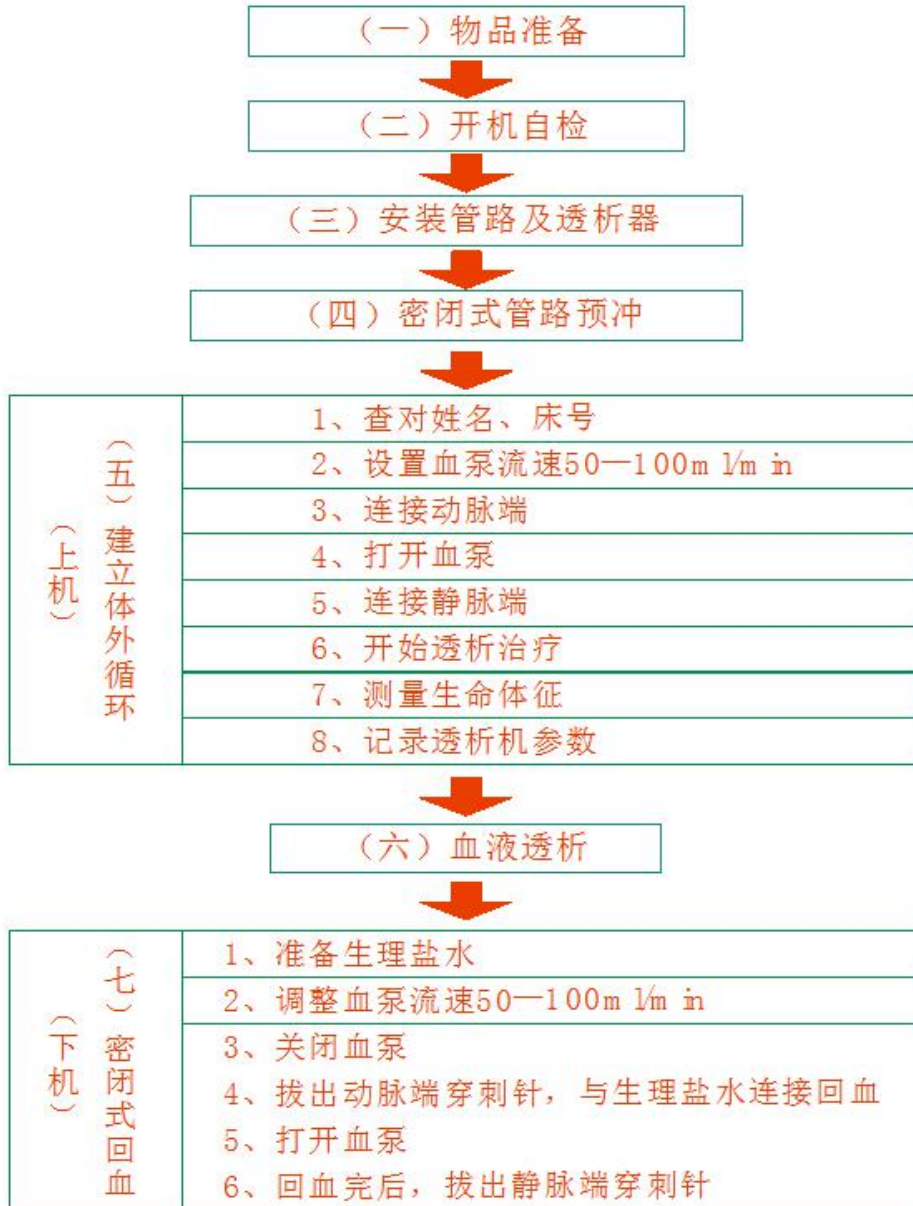 （一）物品准备
（二）开机自检
（三）安装管路及透析器
（四）密闭式管路预冲
（五）建立体外循环
（上机）
1、查对姓名、床号
2、设置血泵流速50—100ml/min
3、连接动脉端
4、打开血泵
5、连接静脉端
6、开始透析治疗
7、测量生命体征
8、记录透析机参数
（六）血液透析
（七）密闭式回血
（下机）
1、准备生理盐水
2、调整血泵流速50—100ml/min
3、关闭血泵
4、拔出动脉端穿刺针，与生理盐水连接回血
5、打开血泵
6、回血完后，拔出静脉端穿刺针